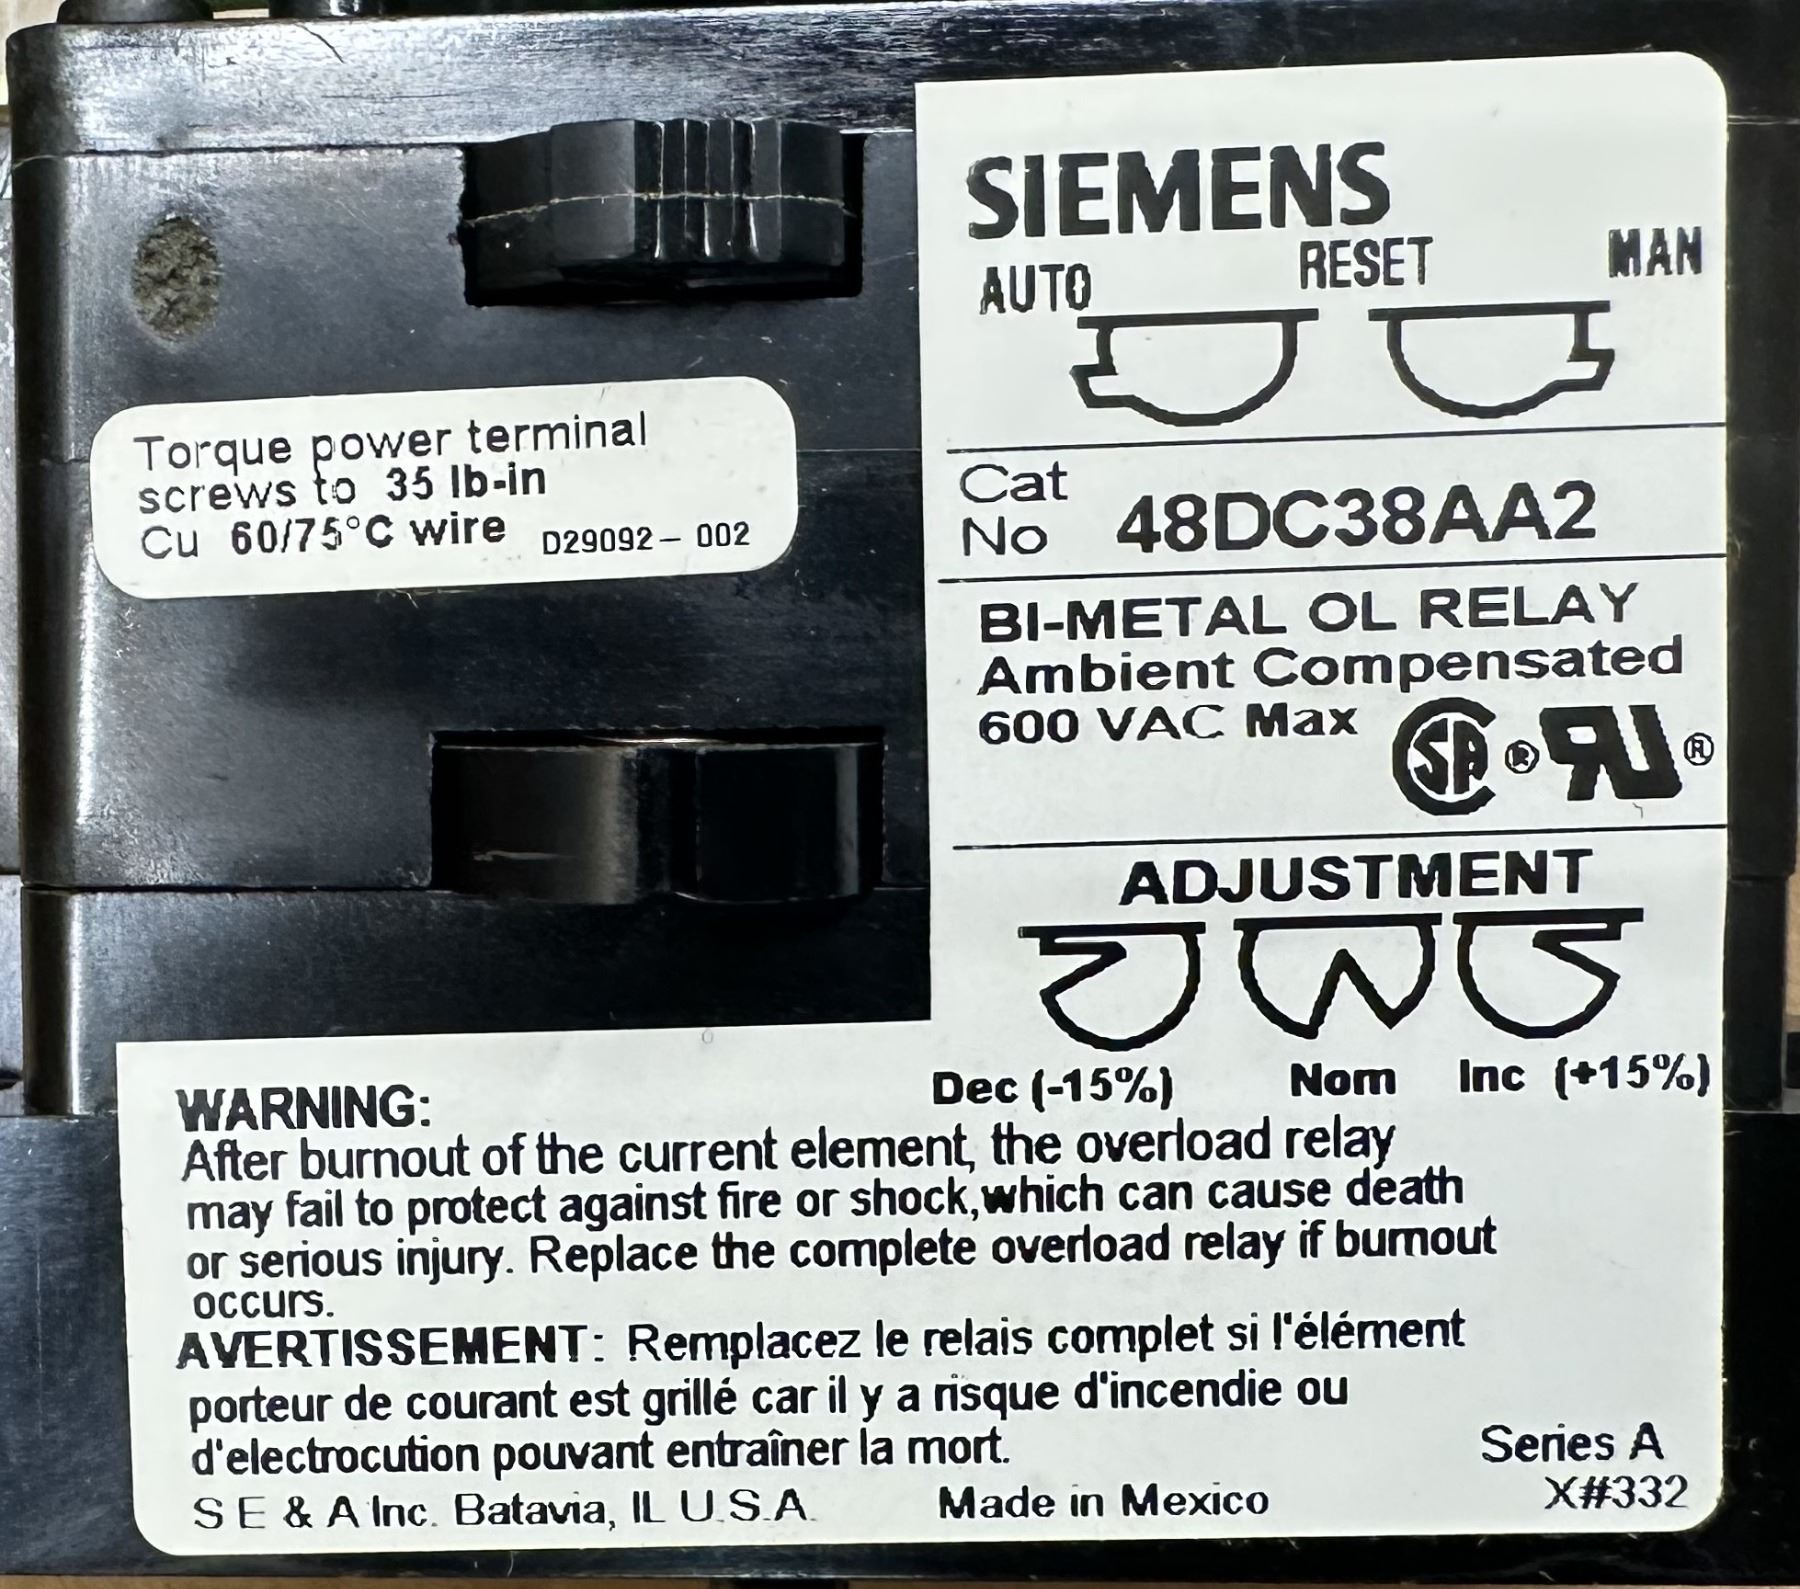 SIEMENS
AUTO RESET MAN
Torque power terminal
screws to 35 lb-in
Cu 60/75°C wire D29092-002
Cat
No 48DC38AA2
BI-METAL OL RELAY
Ambient Compensated
600 VAC Max SA ® RU ®
ADJUSTMENT
Dec (-15%) Nom Inc (+15%)
WARNING:
After burnout of the current element, the overload relay
may fail to protect against fire or shock,which can cause death
or serious injury. Replace the complete overload relay if burnout
occurs.
AVERTISSEMENT: Remplacez le relais complet si l'élément
porteur de courant est grillé car il y a risque d'incendie ou
d'electrocution pouvant entraîner la mort.
Series A
S E & A Inc. Batavia, IL U.S.A. Made in Mexico X#332